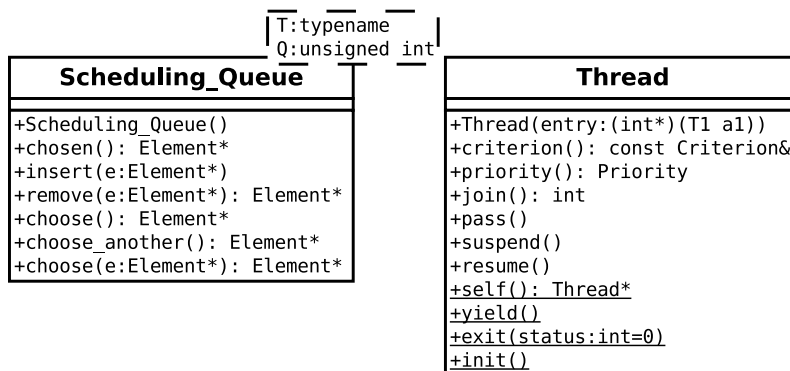 T:typename
Q:unsigned int
Scheduling_Queue
+Scheduling_Queue()
+chosen(): Element*
+insert(e:Element*)
+remove(e:Element*): Element*
+choose(): Element*
+choose_another(): Element*
+choose(e:Element*): Element*
Thread
+Thread(entry:(int*)(T1 a1))
+criterion(): const Criterion&
+priority(): Priority
+join(): int
+pass()
+suspend()
+resume()
+self(): Thread*
+yield()
+exit(status:int=0)
+init()